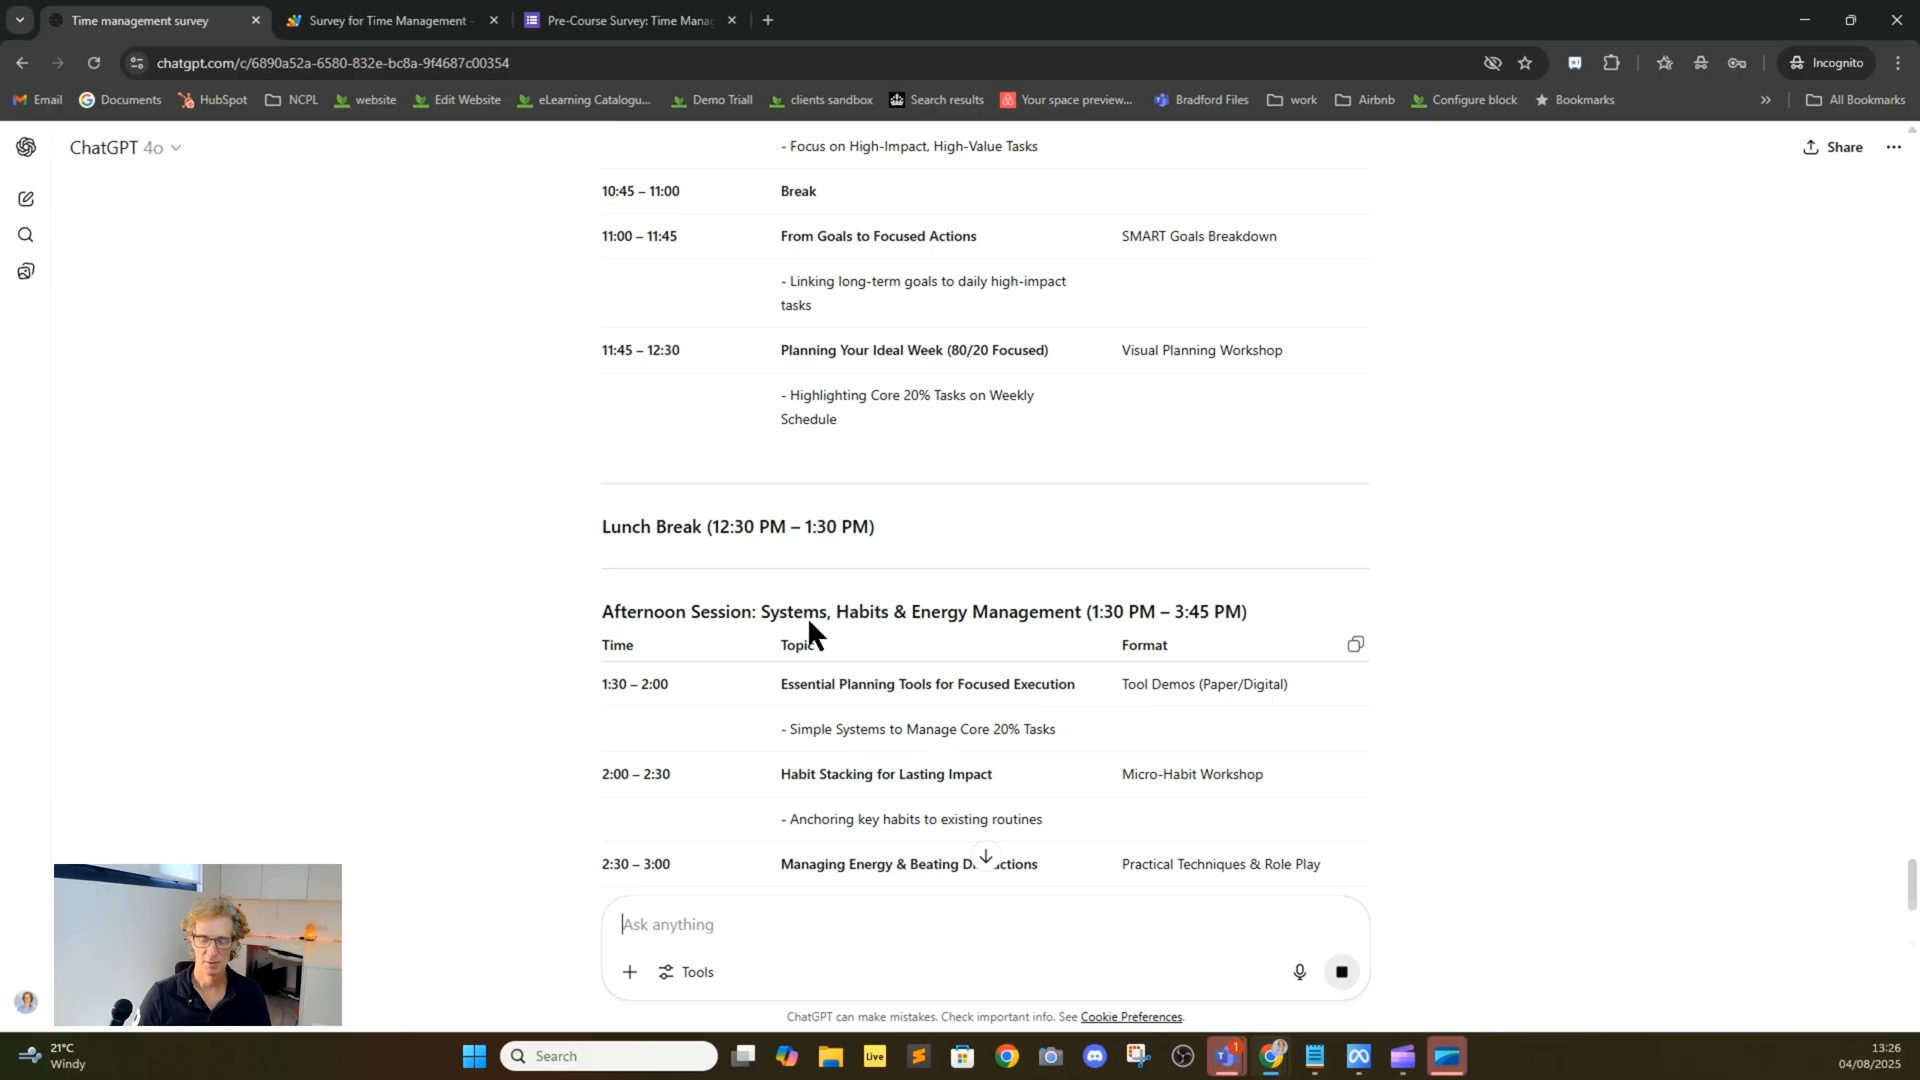 Time management survey
Survey for Time Management -
Pre-Course Survey: Time Mana
chatgpt.com/c/6890a52a-6580-832e-bc8a-9f4687c00354
Incognito
Email
Documents
HubSpot
NCPL
website
Edit Website
eLearning Catalogu...
Demo Triall
clients sandbox
Search results
Your space preview...
Bradford Files
work
Airbnb
Configure block
Bookmarks
All Bookmarks
ChatGPT 4o
Share
- Focus on High-Impact, High-Value Tasks
10:45 – 11:00 Break
11:00 – 11:45 From Goals to Focused Actions SMART Goals Breakdown
- Linking long-term goals to daily high-impact
tasks
11:45 – 12:30 Planning Your Ideal Week (80/20 Focused) Visual Planning Workshop
- Highlighting Core 20% Tasks on Weekly
Schedule
Lunch Break (12:30 PM – 1:30 PM)
Afternoon Session: Systems, Habits & Energy Management (1:30 PM – 3:45 PM)
Time Topic Format
1:30 – 2:00 Essential Planning Tools for Focused Execution Tool Demos (Paper/Digital)
- Simple Systems to Manage Core 20% Tasks
2:00 – 2:30 Habit Stacking for Lasting Impact Micro-Habit Workshop
- Anchoring key habits to existing routines
2:30 – 3:00 Managing Energy & Beating D ctions Practical Techniques & Role Play
Ask anything
Tools
ChatGPT can make mistakes. Check important info. See Cookie Preferences.
21°C
Windy
Search
Live
1
13:26
04/08/2025